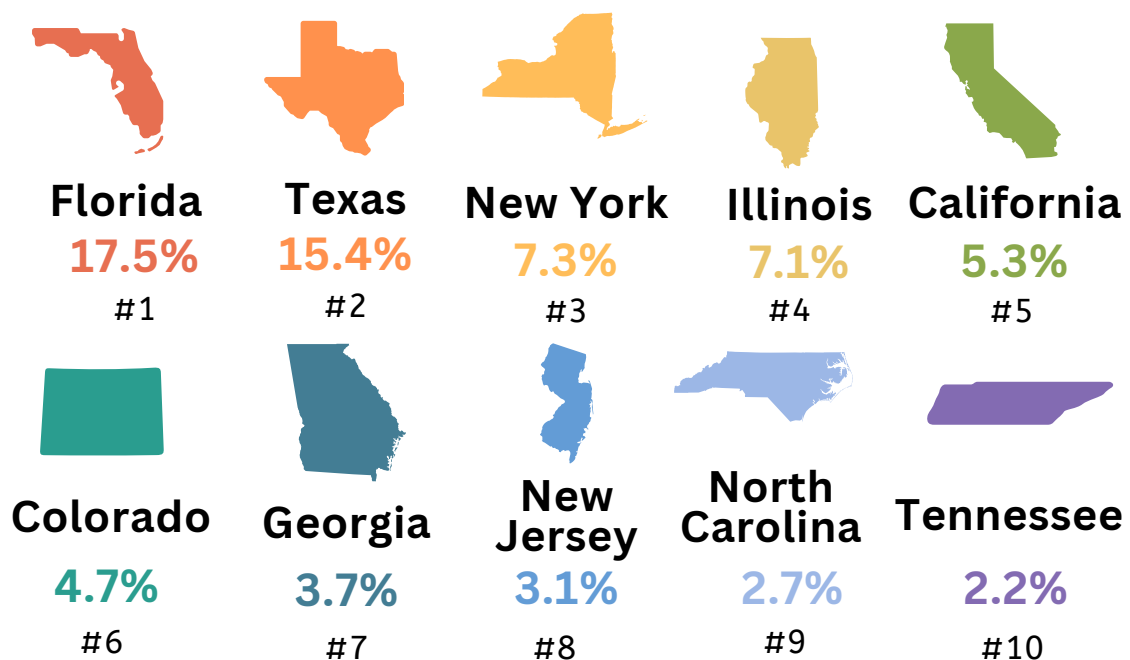 Florida
17.5%
#1
Texas
15.4%
#2
New York
7.3%
#3
Illinois
7.1%
#4
California
5.3%
#5
Colorado
4.7%
#6
Georgia
3.7%
#7
New
Jersey
3.1%
#8
North
Carolina
2.7%
#9
Tennessee
2.2%
#10